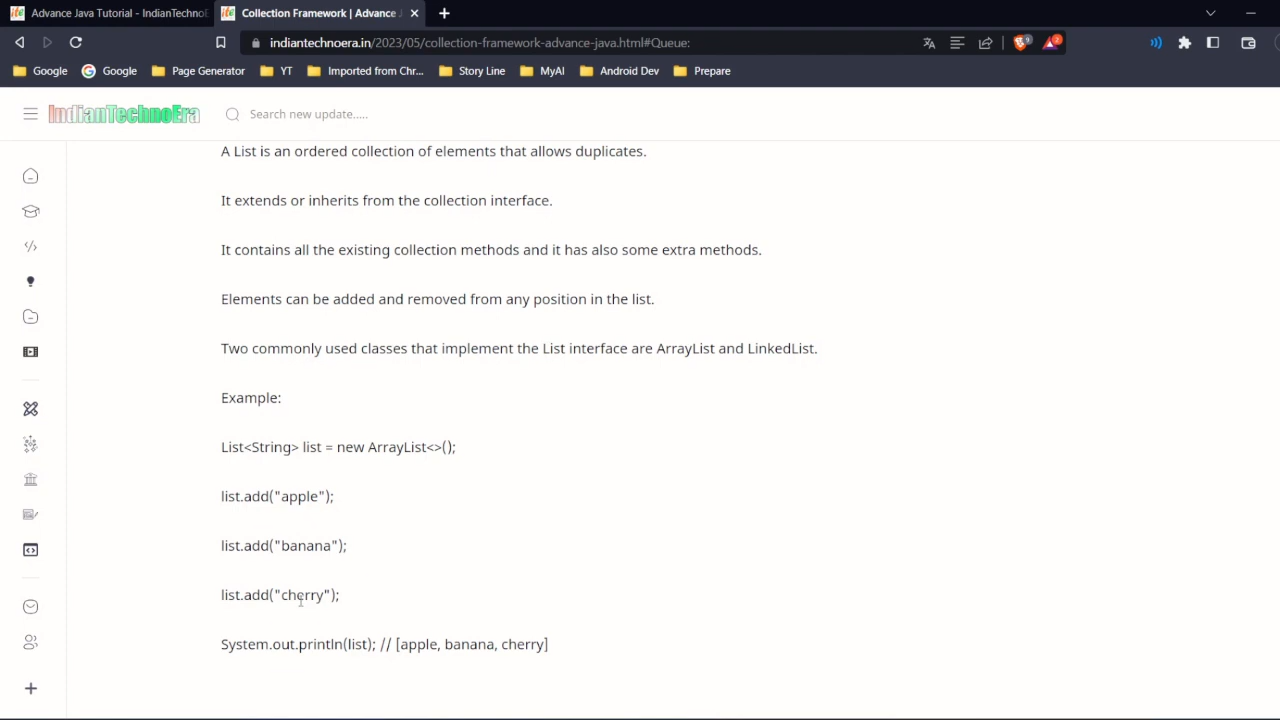 Advance Java Tutorial - IndianTechnoE
Collection Framework | Advance J
indiantechnoera.in/2023/05/collection-framework-advance-java.html#Queue:
9
2
Google
Google
Page Generator
YT
Imported from Chr...
Story Line
MyAI
Android Dev
Prepare
IndianTechnoEra
Search new update.....
A List is an ordered collection of elements that allows duplicates.
It extends or inherits from the collection interface.
It contains all the existing collection methods and it has also some extra methods.
Elements can be added and removed from any position in the list.
Two commonly used classes that implement the List interface are ArrayList and LinkedList.
Example:
List<String> list = new ArrayList<>();
list.add("apple");
list.add("banana");
list.add("cherry");
System.out.println(list); // [apple, banana, cherry]